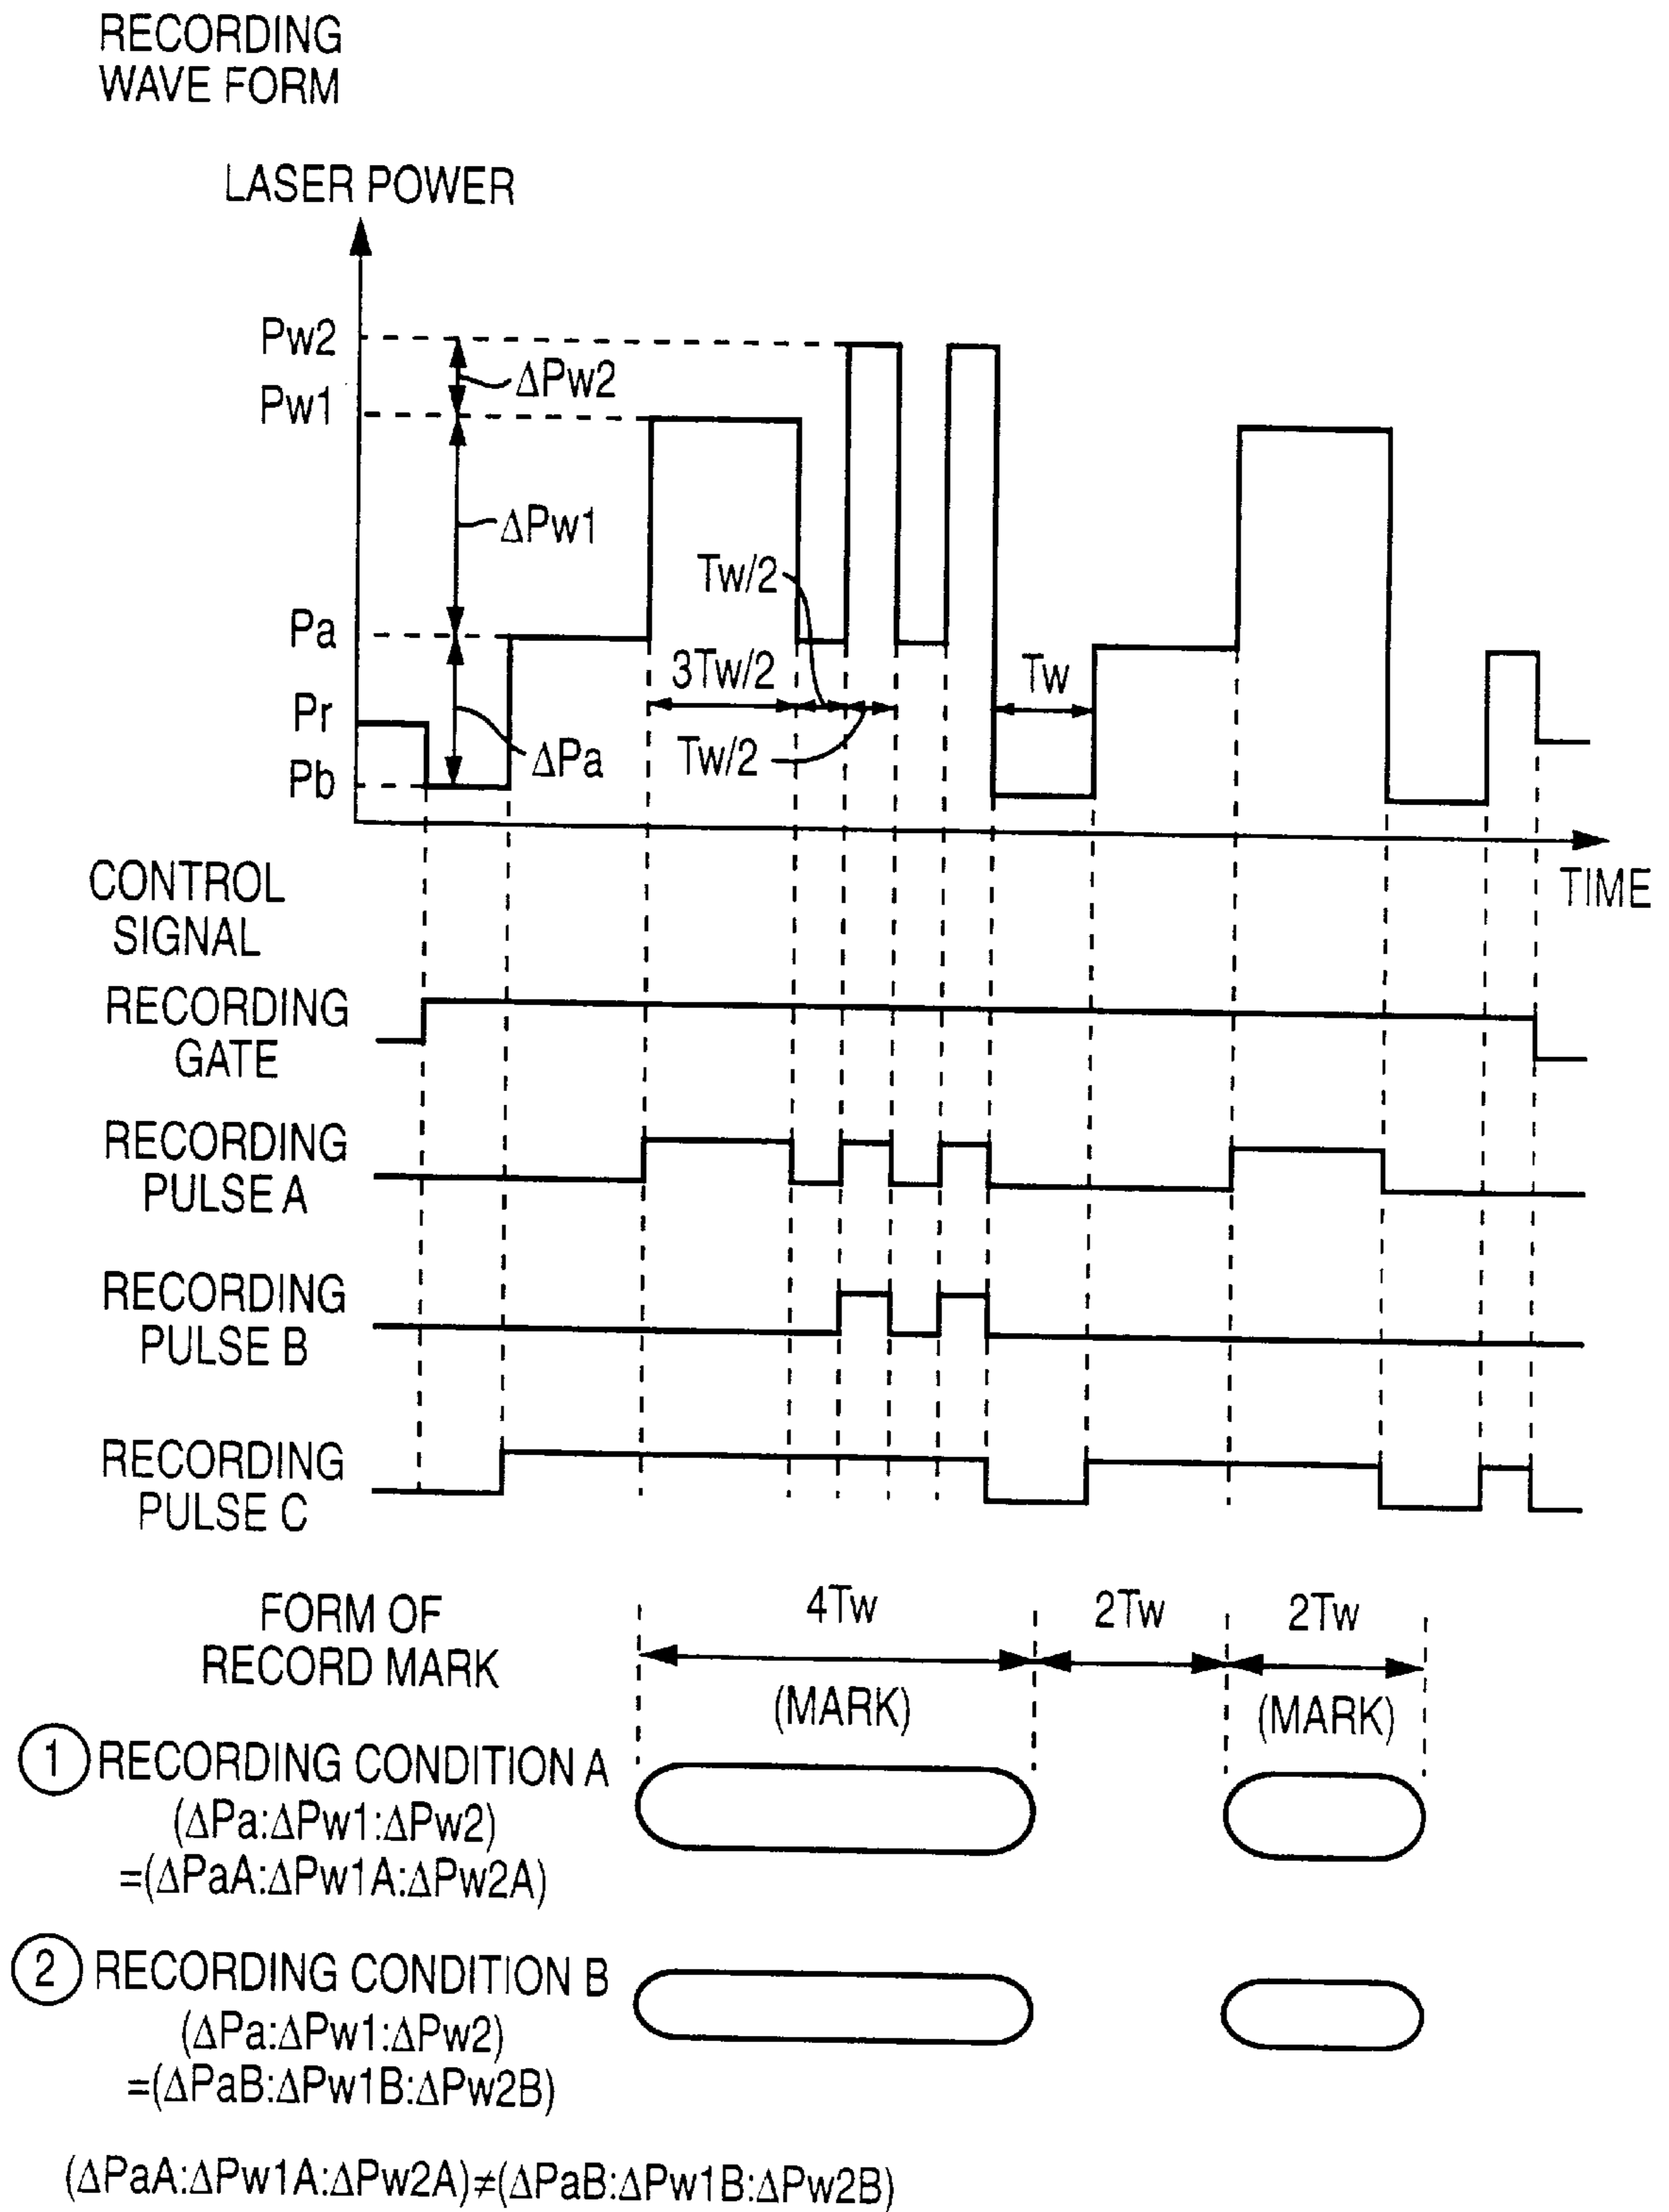 RECORDING
WAVE FORM
LASER POWER
Pw2
ΔPw2
Pw1
ΔPw1
Tw/2
Pa
3Tw/2
Tw
Pr
Tw/2
ΔPa
Pb
TIME
CONTROL
SIGNAL
RECORDING
GATE
RECORDING
PULSE A
RECORDING
PULSE B
RECORDING
PULSE C
FORM OF
RECORD MARK
4Tw
2Tw
2Tw
(MARK)
(MARK)
1 RECORDING CONDITION A
(ΔPa:ΔPw1:ΔPw2)
=(ΔPaA:ΔPw1A:ΔPw2A)
2 RECORDING CONDITION B
(ΔPa:ΔPw1:ΔPw2)
=(ΔPaB:ΔPw1B:ΔPw2B)
(ΔPaA:ΔPw1A:ΔPw2A)≠(ΔPaB:ΔPw1B:ΔPw2B)